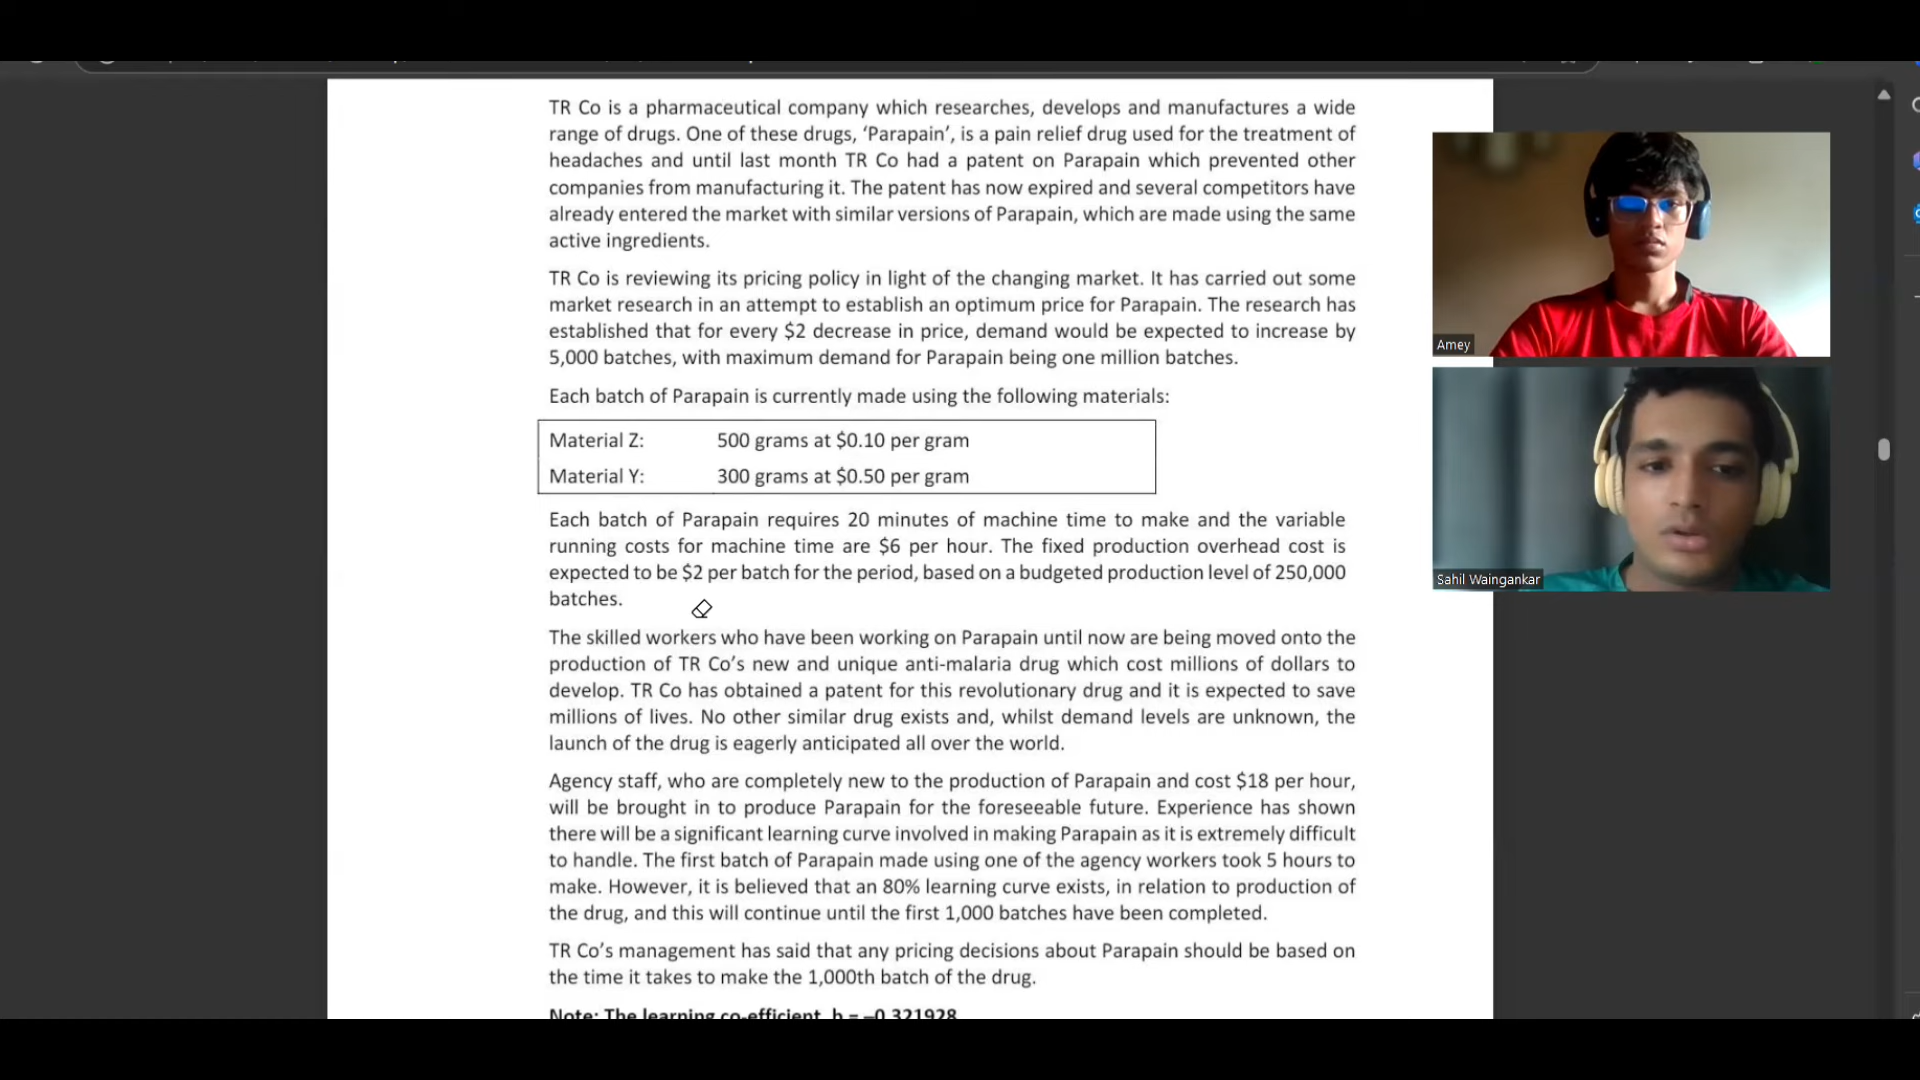 TR Co is a pharmaceutical company which researches, develops and manufactures a wide
range of drugs. One of these drugs, ‘Parapain’, is a pain relief drug used for the treatment of
headaches and until last month TR Co had a patent on Parapain which prevented other
companies from manufacturing it. The patent has now expired and several competitors have
already entered the market with similar versions of Parapain, which are made using the same
active ingredients.
TR Co is reviewing its pricing policy in light of the changing market. It has carried out some
market research in an attempt to establish an optimum price for Parapain. The research has
established that for every $2 decrease in price, demand would be expected to increase by
5,000 batches, with maximum demand for Parapain being one million batches.
Each batch of Parapain is currently made using the following materials:
Material Z: 500 grams at $0.10 per gram
Material Y: 300 grams at $0.50 per gram
Each batch of Parapain requires 20 minutes of machine time to make and the variable
running costs for machine time are $6 per hour. The fixed production overhead cost is
expected to be $2 per batch for the period, based on a budgeted production level of 250,000
batches.
The skilled workers who have been working on Parapain until now are being moved onto the
production of TR Co’s new and unique anti-malaria drug which cost millions of dollars to
develop. TR Co has obtained a patent for this revolutionary drug and it is expected to save
millions of lives. No other similar drug exists and, whilst demand levels are unknown, the
launch of the drug is eagerly anticipated all over the world.
Agency staff, who are completely new to the production of Parapain and cost $18 per hour,
will be brought in to produce Parapain for the foreseeable future. Experience has shown
there will be a significant learning curve involved in making Parapain as it is extremely difficult
to handle. The first batch of Parapain made using one of the agency workers took 5 hours to
make. However, it is believed that an 80% learning curve exists, in relation to production of
the drug, and this will continue until the first 1,000 batches have been completed.
TR Co’s management has said that any pricing decisions about Parapain should be based on
the time it takes to make the 1,000th batch of the drug.
Note: The learning co-efficient, b = –0.321928
Amey
Sahil Waingankar